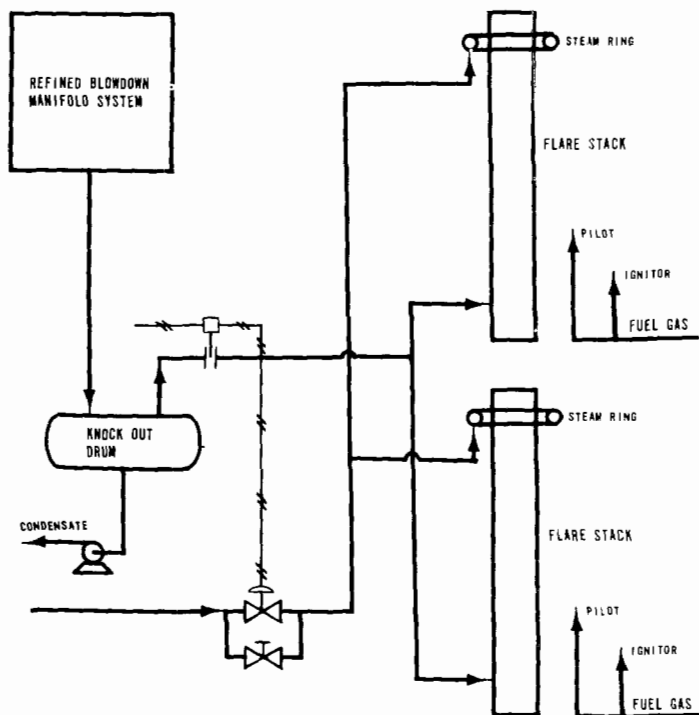 REFINED BLOWDOWN
MANIFOLO SYSTEM
STEAM RING
FLARE STACK
PILOT
IGNITOR
FUEL GAS
KNOCK OUT
DRUM
STEAM RING
CONDENSATE
FLARE STACK
PILOT
IGNITOR
FUEL GAS